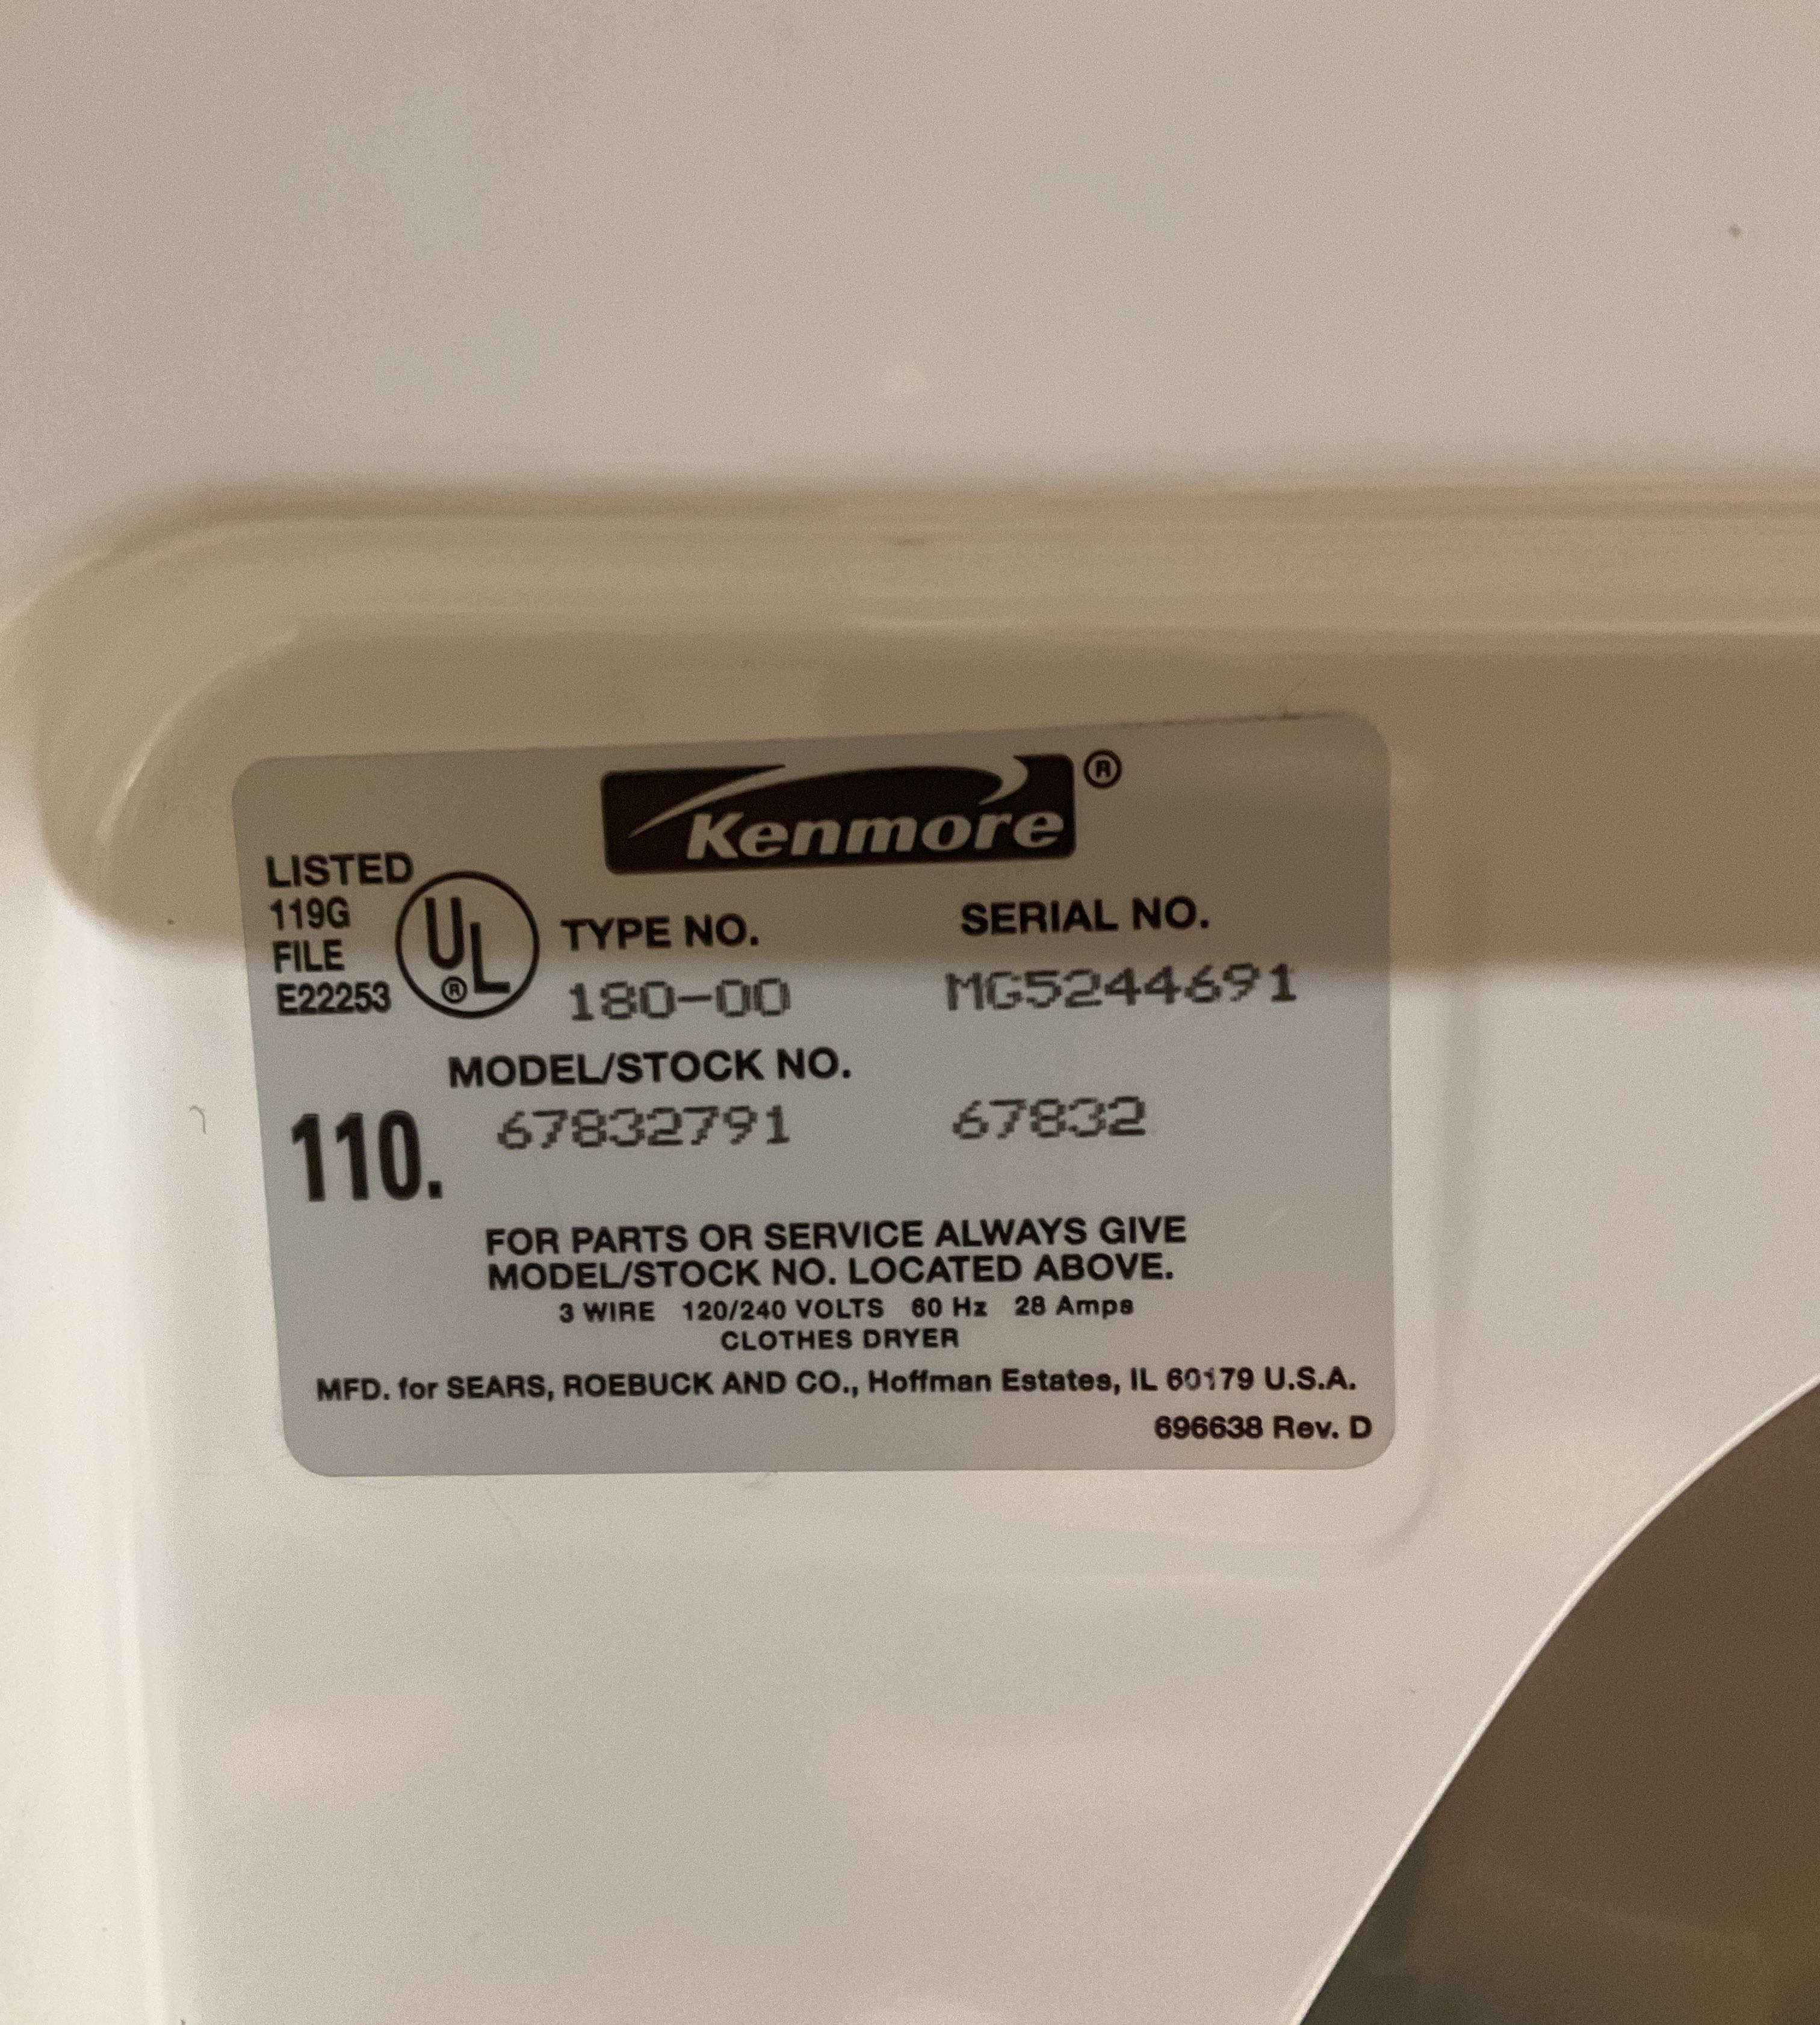 Kenmore ®
LISTED
119G
FILE
E22253
UL ®
TYPE NO. SERIAL NO.
180-00 MG5244691
MODEL/STOCK NO.
110. 67832791 67832
FOR PARTS OR SERVICE ALWAYS GIVE
MODEL/STOCK NO. LOCATED ABOVE.
3 WIRE 120/240 VOLTS 60 Hz 28 Amps
CLOTHES DRYER
MFD. for SEARS, ROEBUCK AND CO., Hoffman Estates, IL 60179 U.S.A.
696638 Rev. D